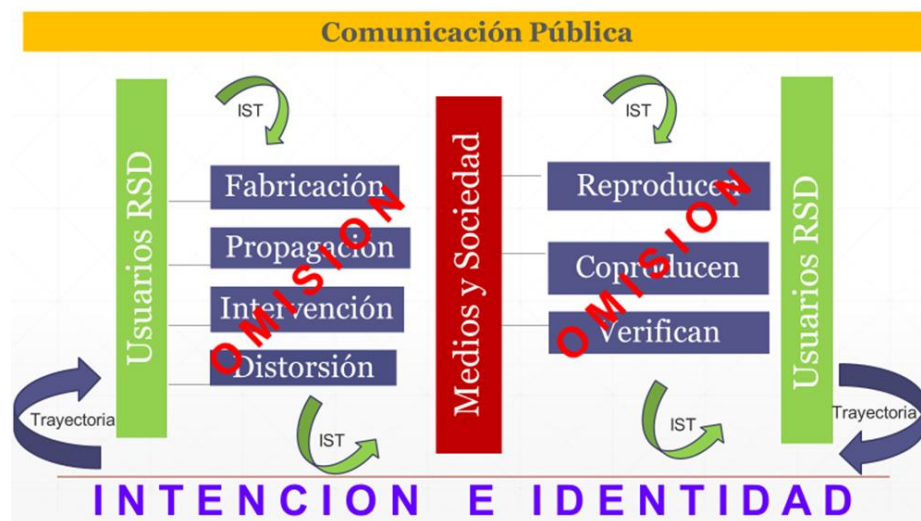 Comunicación Pública
Usuarios RSD
IST
Fabricación
Propagación
Intervención
Distorsión
OMISION
IST
Trayectoria
Medios y Sociedad
IST
Reproducen
Coproducen
Verifican
OMISION
IST
Usuarios RSD
Trayectoria
INTENCION E IDENTIDAD